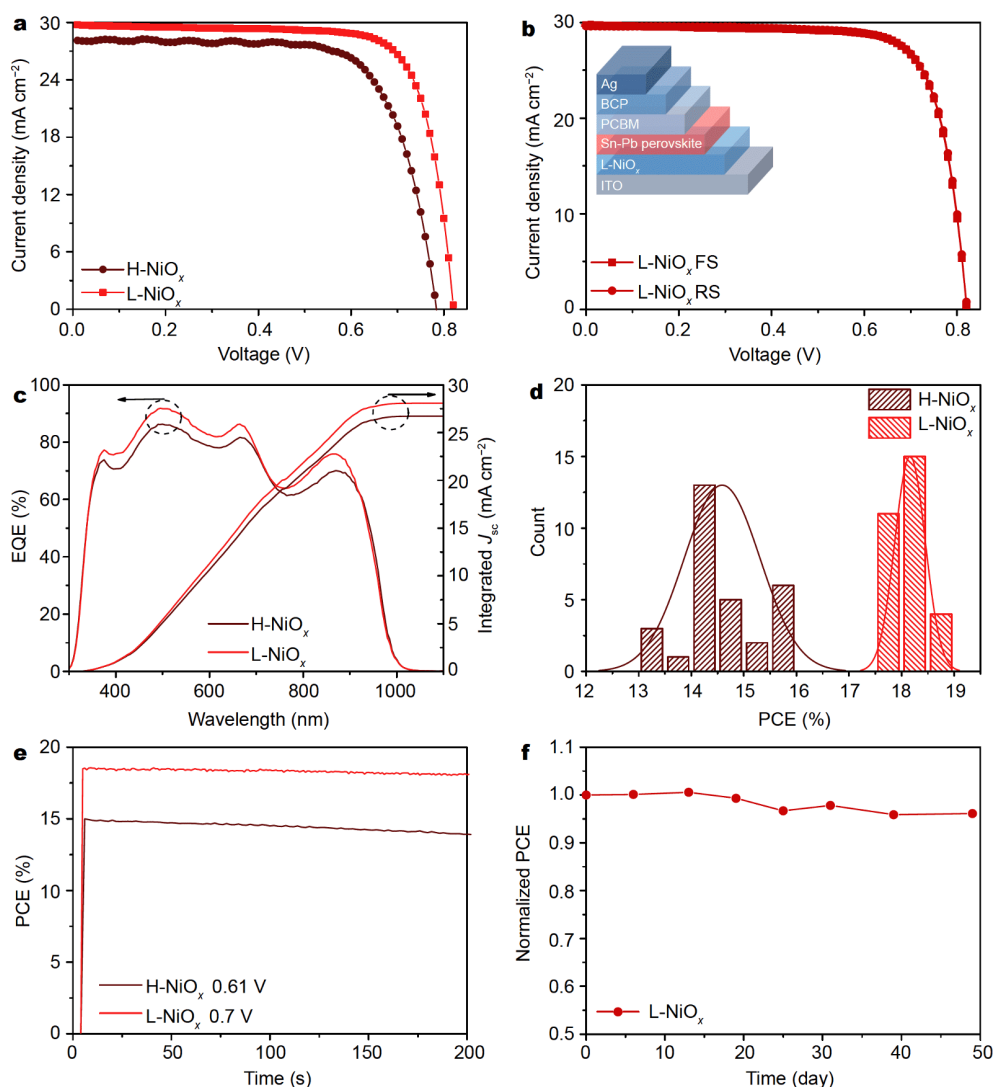 a
30
24
18
12
6
0
Current density (mA cm⁻²)
H-NiOₓ
L-NiOₓ
0.0 0.2 0.4 0.6 0.8
Voltage (V)
b
30
20
10
0
Current density (mA cm⁻²)
Ag
BCP
PCBM
Sn-Pb perovskite
L-NiOₓ
ITO
L-NiOₓ FS
L-NiOₓ RS
0.0 0.2 0.4 0.6 0.8
Voltage (V)
c
100
80
60
40
20
0
EQE (%)
30
25
20
15
10
5
0
Integrated Jsc (mA cm⁻²)
H-NiOₓ
L-NiOₓ
400 600 800 1000
Wavelength (nm)
d
20
15
10
5
0
Count
H-NiOₓ
L-NiOₓ
12 13 14 15 16 17 18 19
PCE (%)
e
20
15
10
5
0
PCE (%)
H-NiOₓ 0.61 V
L-NiOₓ 0.7 V
0 50 100 150 200
Time (s)
f
1.1
1.0
0.9
0.8
0.7
0.6
0.5
Normalized PCE
L-NiOₓ
0 10 20 30 40 50
Time (day)